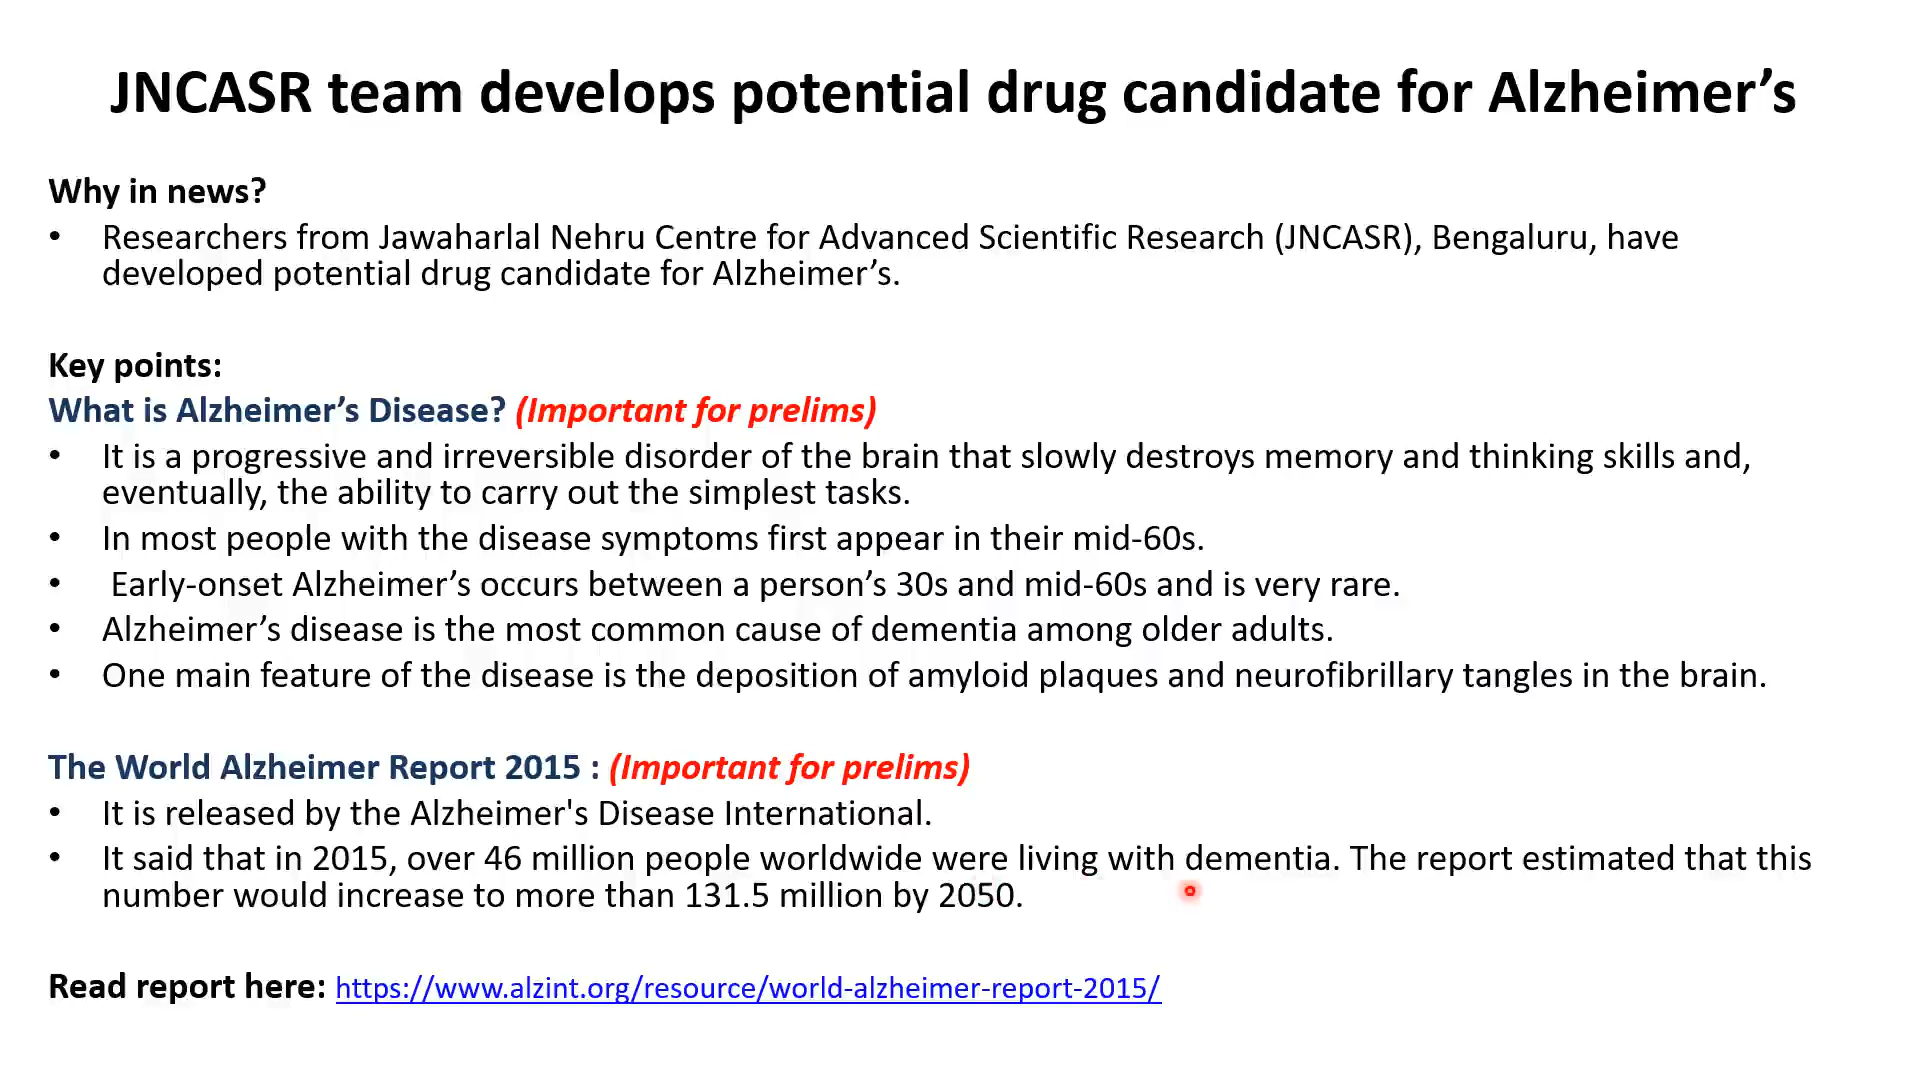 JNCASR team develops potential drug candidate for Alzheimer’s
Why in news?
• Researchers from Jawaharlal Nehru Centre for Advanced Scientific Research (JNCASR), Bengaluru, have
developed potential drug candidate for Alzheimer’s.
Key points:
What is Alzheimer’s Disease? (Important for prelims)
• It is a progressive and irreversible disorder of the brain that slowly destroys memory and thinking skills and,
eventually, the ability to carry out the simplest tasks.
• In most people with the disease symptoms first appear in their mid-60s.
• Early-onset Alzheimer’s occurs between a person’s 30s and mid-60s and is very rare.
• Alzheimer’s disease is the most common cause of dementia among older adults.
• One main feature of the disease is the deposition of amyloid plaques and neurofibrillary tangles in the brain.
The World Alzheimer Report 2015 : (Important for prelims)
• It is released by the Alzheimer's Disease International.
• It said that in 2015, over 46 million people worldwide were living with dementia. The report estimated that this
number would increase to more than 131.5 million by 2050.
Read report here: https://www.alzint.org/resource/world-alzheimer-report-2015/